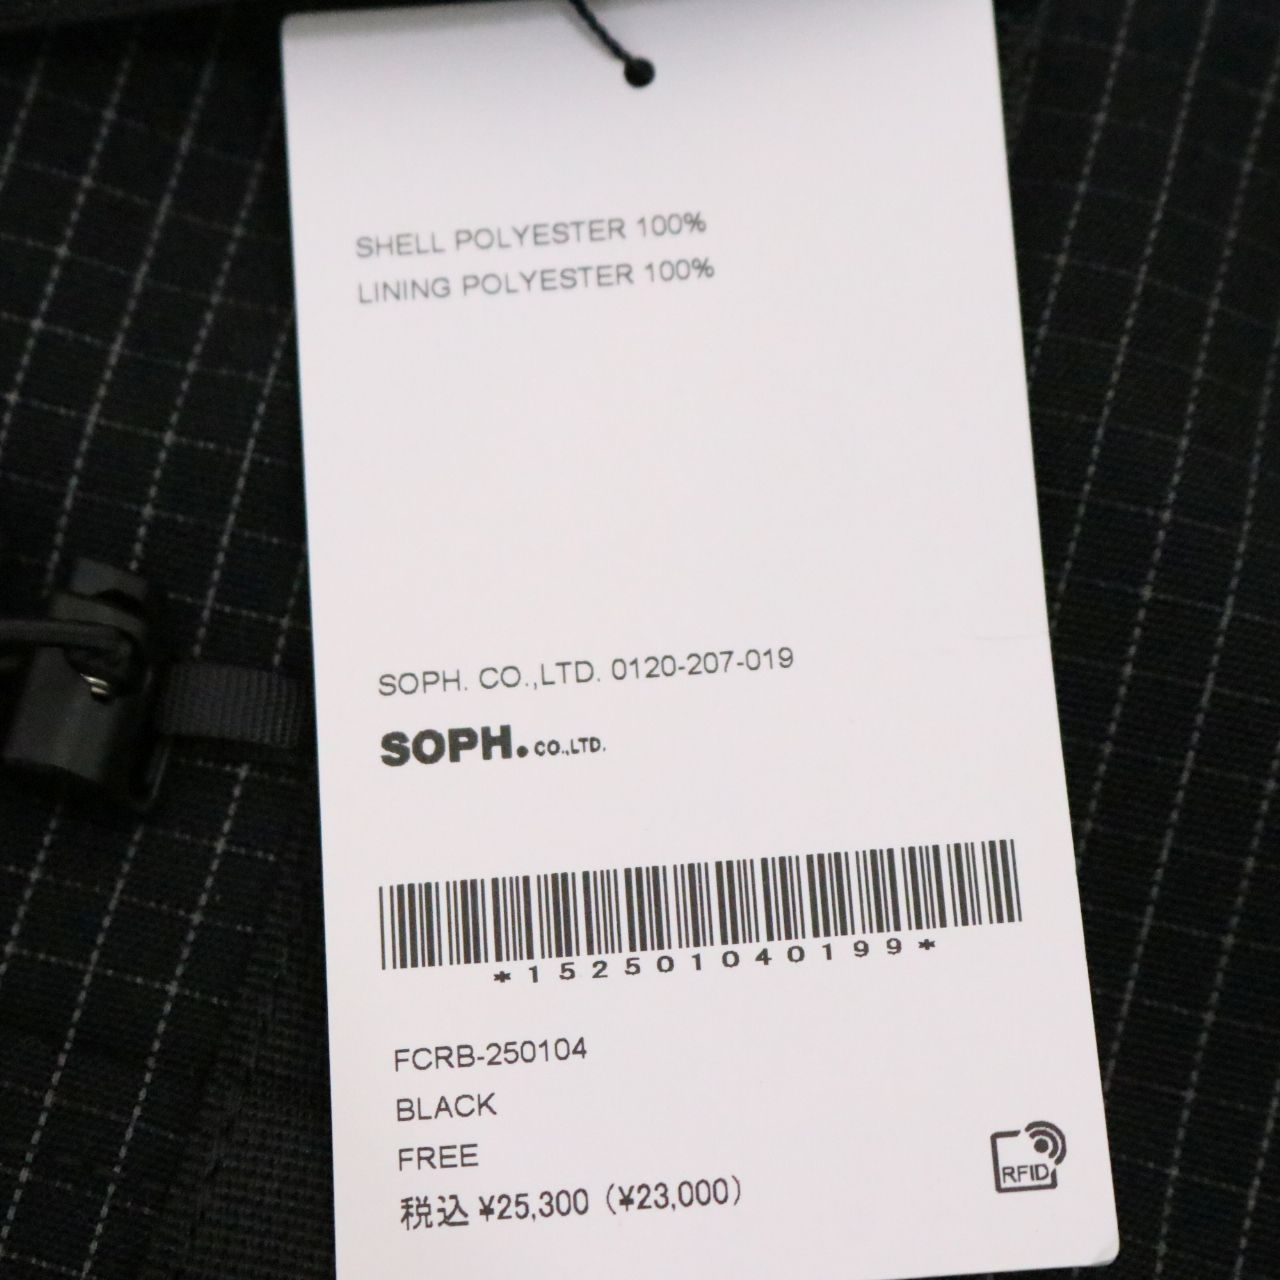 SHELL POLYESTER 100%
LINING POLYESTER 100%
SOPH. CO.,LTD. 0120-207-019
SOPH. CO.,LTD.
*152501040199*
FCRB-250104
BLACK
FREE
税込 ¥25,300 (¥23,000)
RFID